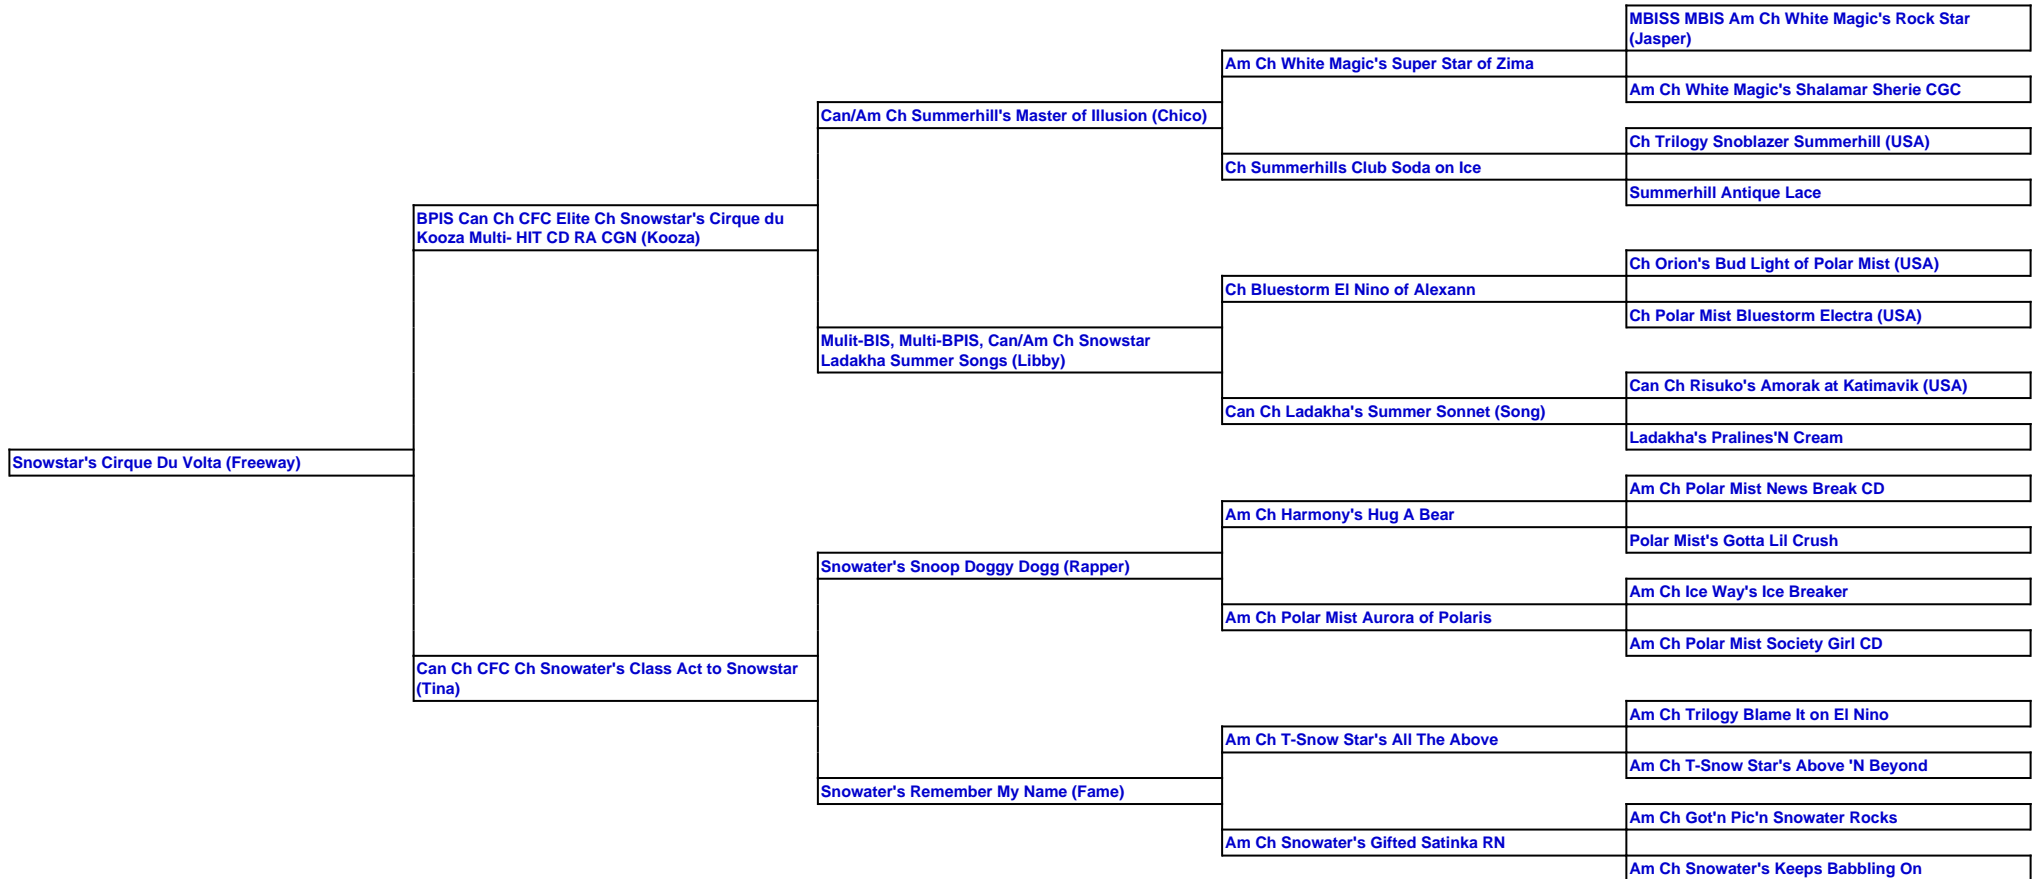 MBISS MBIS Am Ch White Magic's Rock Star
(Jasper)
Am Ch White Magic's Super Star of Zima
Am Ch White Magic's Shalamar Sherie CGC
Can/Am Ch Summerhill's Master of Illusion (Chico)
Ch Trilogy Snoblazer Summerhill (USA)
Ch Summerhills Club Soda on Ice
Summerhill Antique Lace
BPIS Can Ch CFC Elite Ch Snowstar's Cirque du
Kooza Multi- HIT CD RA CGN (Kooza)
Ch Orion's Bud Light of Polar Mist (USA)
Ch Bluestorm El Nino of Alexann
Ch Polar Mist Bluestorm Electra (USA)
Mulit-BIS, Multi-BPIS, Can/Am Ch Snowstar
Ladakha Summer Songs (Libby)
Can Ch Risuko's Amorak at Katimavik (USA)
Can Ch Ladakha's Summer Sonnet (Song)
Ladakha's Pralines'N Cream
Snowstar's Cirque Du Volta (Freeway)
Am Ch Polar Mist News Break CD
Am Ch Harmony's Hug A Bear
Polar Mist's Gotta Lil Crush
Snowater's Snoop Doggy Dogg (Rapper)
Am Ch Ice Way's Ice Breaker
Am Ch Polar Mist Aurora of Polaris
Am Ch Polar Mist Society Girl CD
Can Ch CFC Ch Snowater's Class Act to Snowstar
(Tina)
Am Ch Trilogy Blame It on El Nino
Am Ch T-Snow Star's All The Above
Am Ch T-Snow Star's Above 'N Beyond
Snowater's Remember My Name (Fame)
Am Ch Got'n Pic'n Snowater Rocks
Am Ch Snowater's Gifted Satinka RN
Am Ch Snowater's Keeps Babbling On